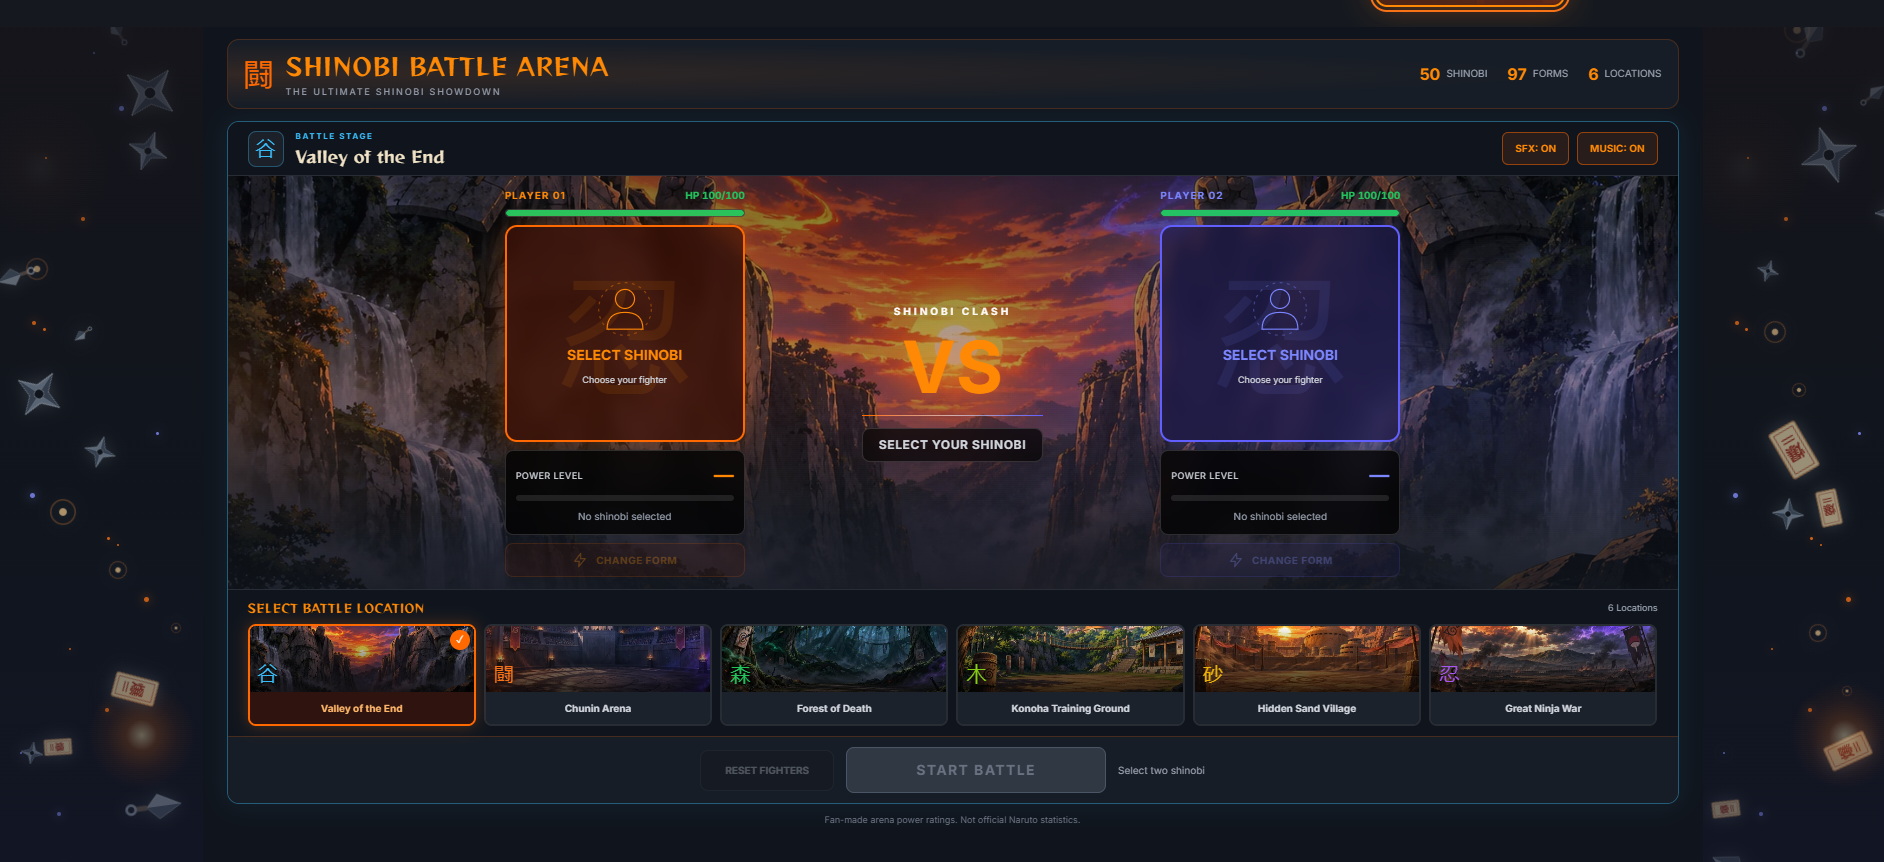 闘
SHINOBI BATTLE ARENA
THE ULTIMATE SHINOBI SHOWDOWN
50 SHINOBI
97 FORMS
6 LOCATIONS
谷
BATTLE STAGE
Valley of the End
SFX: ON
MUSIC: ON
PLAYER 01
HP 100/100
忍
SELECT SHINOBI
Choose your fighter
POWER LEVEL
No shinobi selected
CHANGE FORM
SHINOBI CLASH
VS
SELECT YOUR SHINOBI
PLAYER 02
HP 100/100
忍
SELECT SHINOBI
Choose your fighter
POWER LEVEL
No shinobi selected
CHANGE FORM
SELECT BATTLE LOCATION
6 Locations
谷
Valley of the End
闘
Chunin Arena
森
Forest of Death
木
Konoha Training Ground
砂
Hidden Sand Village
忍
Great Ninja War
RESET FIGHTERS
START BATTLE
Select two shinobi
Fan-made arena power ratings. Not official Naruto statistics.